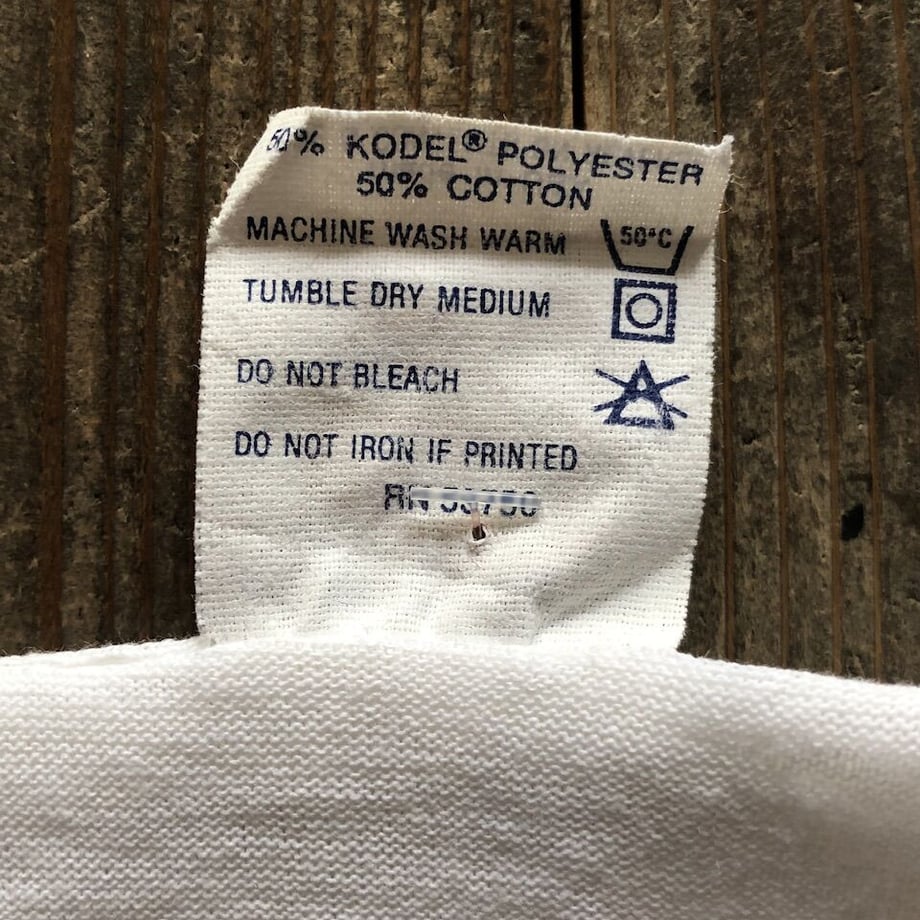 50% KODEL® POLYESTER
50% COTTON
MACHINE WASH WARM
50°C
TUMBLE DRY MEDIUM
DO NOT BLEACH
DO NOT IRON IF PRINTED
RN